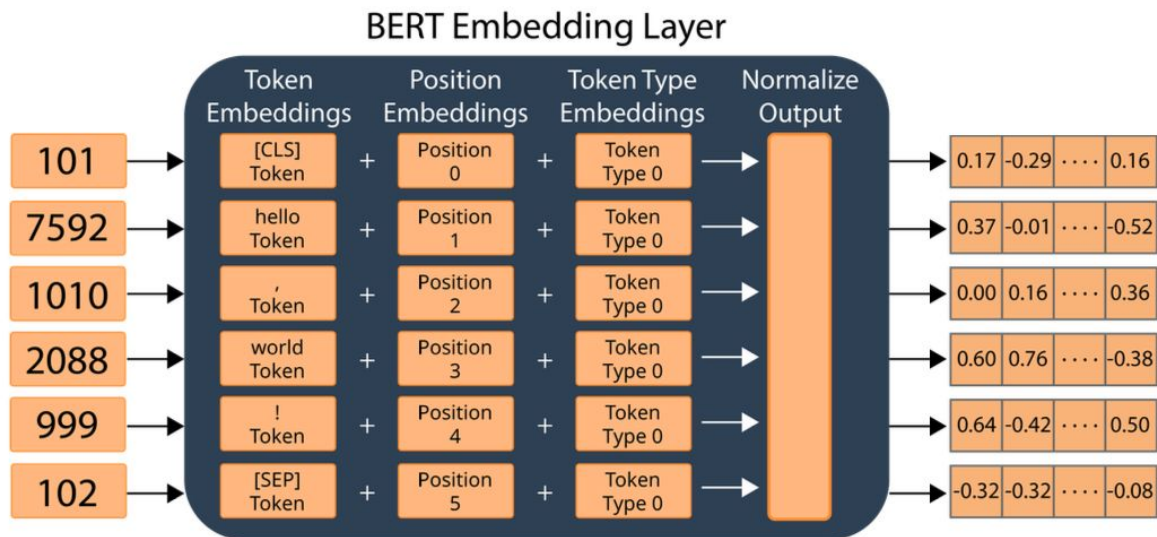 BERT Embedding Layer
Token Position Token Type Normalize
Embeddings Embeddings Embeddings Output
101 [CLS] Token + Position 0 + Token Type 0 0.17 -0.29 .... 0.16
7592 hello Token + Position 1 + Token Type 0 0.37 -0.01 .... -0.52
1010 , Token + Position 2 + Token Type 0 0.00 0.16 .... 0.36
2088 world Token + Position 3 + Token Type 0 0.60 0.76 .... -0.38
999 ! Token + Position 4 + Token Type 0 0.64 -0.42 .... 0.50
102 [SEP] Token + Position 5 + Token Type 0 -0.32 -0.32 .... -0.08